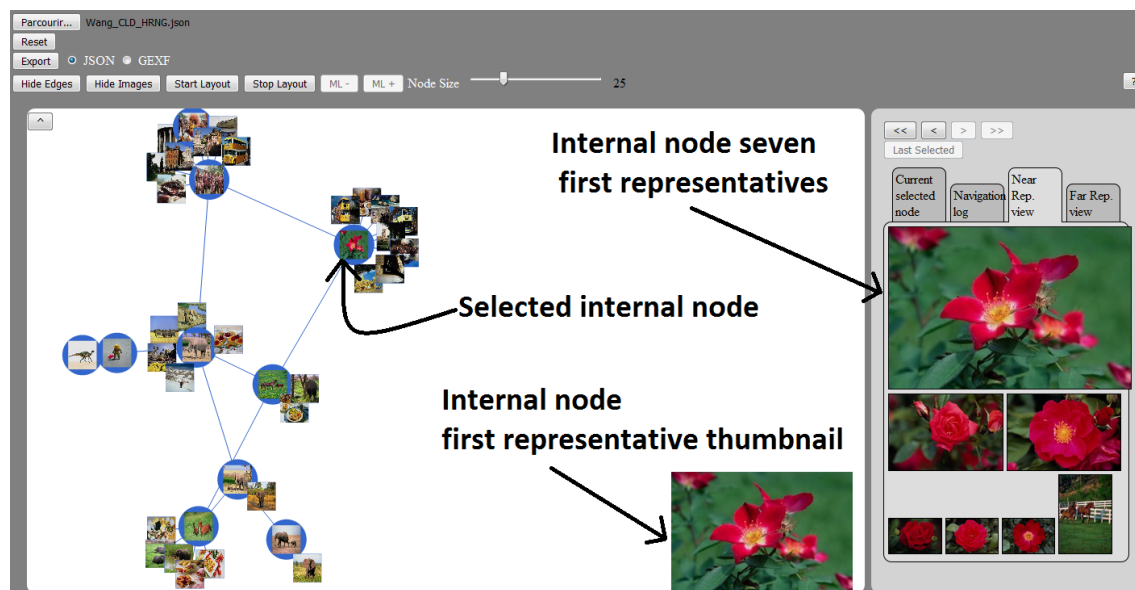 Parcourir... Wang_CLD_HRNG.json
Reset
Export JSON GEXF
Hide Edges Hide Images Start Layout Stop Layout ML - ML + Node Size 25 ?
^
<< < > >>
Last Selected
Current selected node
Navigation log
Near Rep. view
Far Rep. view
Internal node seven
first representatives
Selected internal node
Internal node
first representative thumbnail